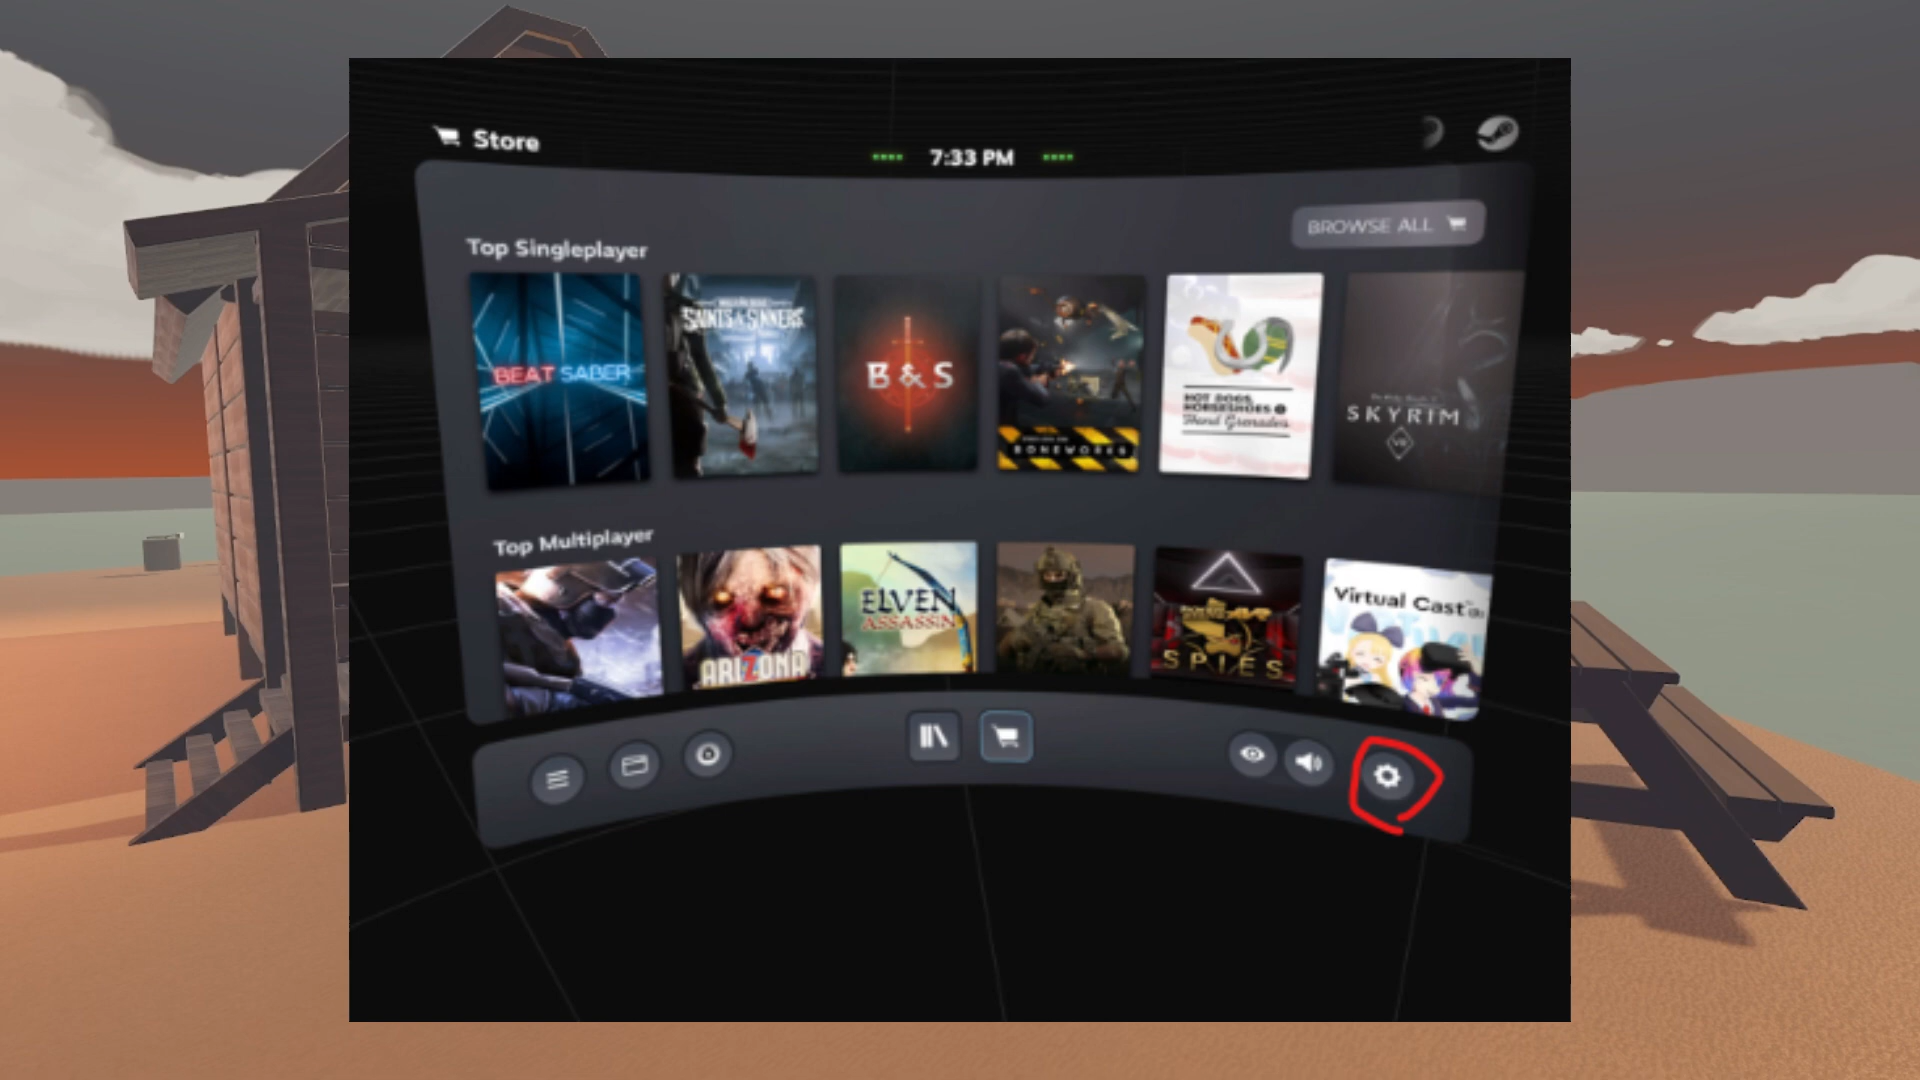 Store
7:33 PM
BROWSE ALL
Top Singleplayer
BEAT SABER
SAINTS & SINNERS
B & S
BONEWORKS
HOT DOGS,
HORSESHOES &
Hand Grenades
SKYRIM
VR
Top Multiplayer
ARIZONA
ELVEN
ASSASSIN
SPIES
Virtual Cast